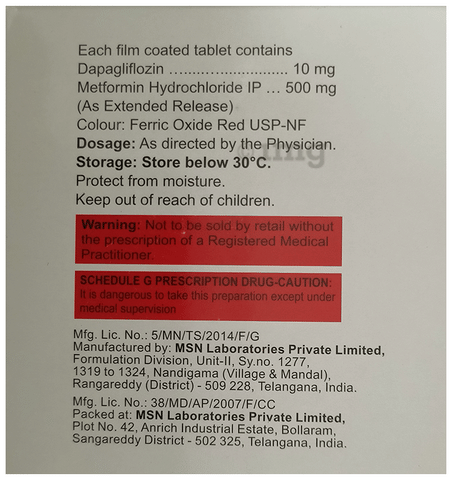 Each film coated tablet contains
Dapagliflozin ......................... 10 mg
Metformin Hydrochloride IP ... 500 mg
(As Extended Release)
Colour: Ferric Oxide Red USP-NF
Dosage: As directed by the Physician.
Storage: Store below 30°C.
Protect from moisture.
Keep out of reach of children.
Warning: Not to be sold by retail without
the prescription of a Registered Medical
Practitioner.
SCHEDULE G PRESCRIPTION DRUG-CAUTION:
It is dangerous to take this preparation except under
medical supervision
Mfg. Lic. No.: 5/MN/TS/2014/F/G
Manufactured by: MSN Laboratories Private Limited,
Formulation Division, Unit-II, Sy.no. 1277,
1319 to 1324, Nandigama (Village & Mandal),
Rangareddy (District) - 509 228, Telangana, India.
Mfg. Lic. No.: 38/MD/AP/2007/F/CC
Packed at: MSN Laboratories Private Limited,
Plot No. 42, Anrich Industrial Estate, Bollaram,
Sangareddy District - 502 325, Telangana, India.